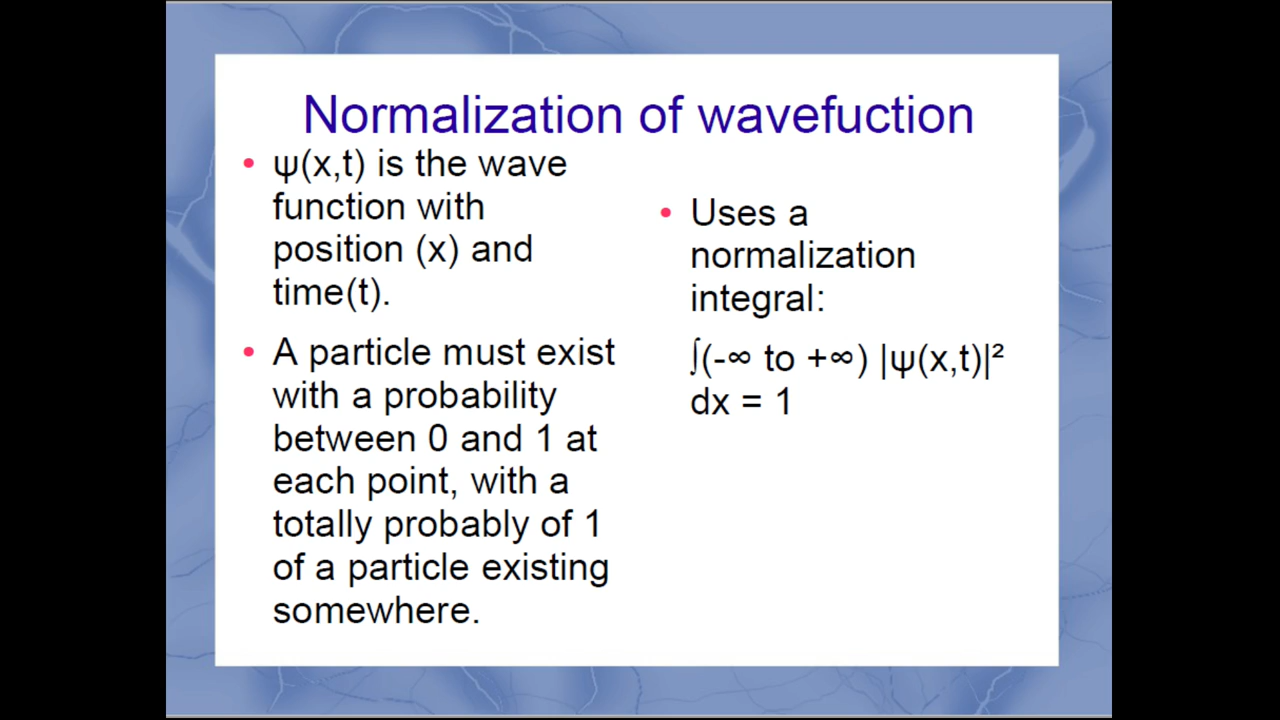 Normalization of wavefuction
• ψ(x,t) is the wave
function with
position (x) and
time(t).
• A particle must exist
with a probability
between 0 and 1 at
each point, with a
totally probably of 1
of a particle existing
somewhere.
• Uses a
normalization
integral:
∫(-∞ to +∞) |ψ(x,t)|²
dx = 1